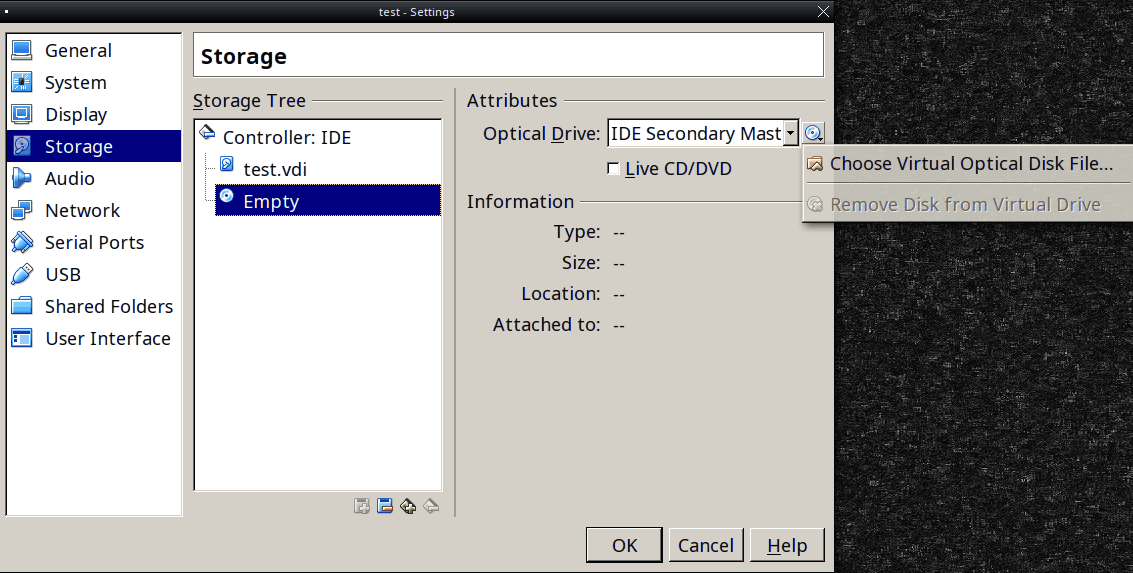 test - Settings
General
System
Display
Storage
Audio
Network
Serial Ports
USB
Shared Folders
User Interface
Storage
Storage Tree
Controller: IDE
test.vdi
Empty
Attributes
Optical Drive: IDE Secondary Mast
Live CD/DVD
Information
Type: --
Size: --
Location: --
Attached to: --
Choose Virtual Optical Disk File...
Remove Disk from Virtual Drive
OK Cancel Help